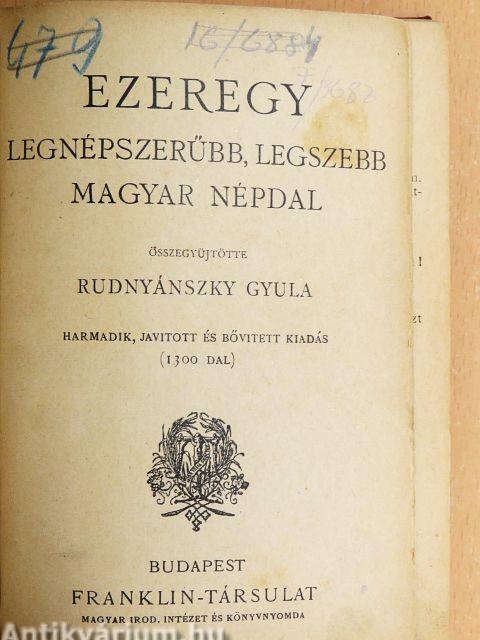 479
16/6884
EZEREGY
LEGNÉPSZERŰBB, LEGSZEBB
MAGYAR NÉPDAL
ÖSSZEGYÜJTÖTTE
RUDNYÁNSZKY GYULA
HARMADIK, JAVITOTT ÉS BŐVITETT KIADÁS
(1300 DAL)
BUDAPEST
FRANKLIN-TÁRSULAT
MAGYAR IROD. INTÉZET ÉS KÖNYVNYOMDA
Antikvarium.hu